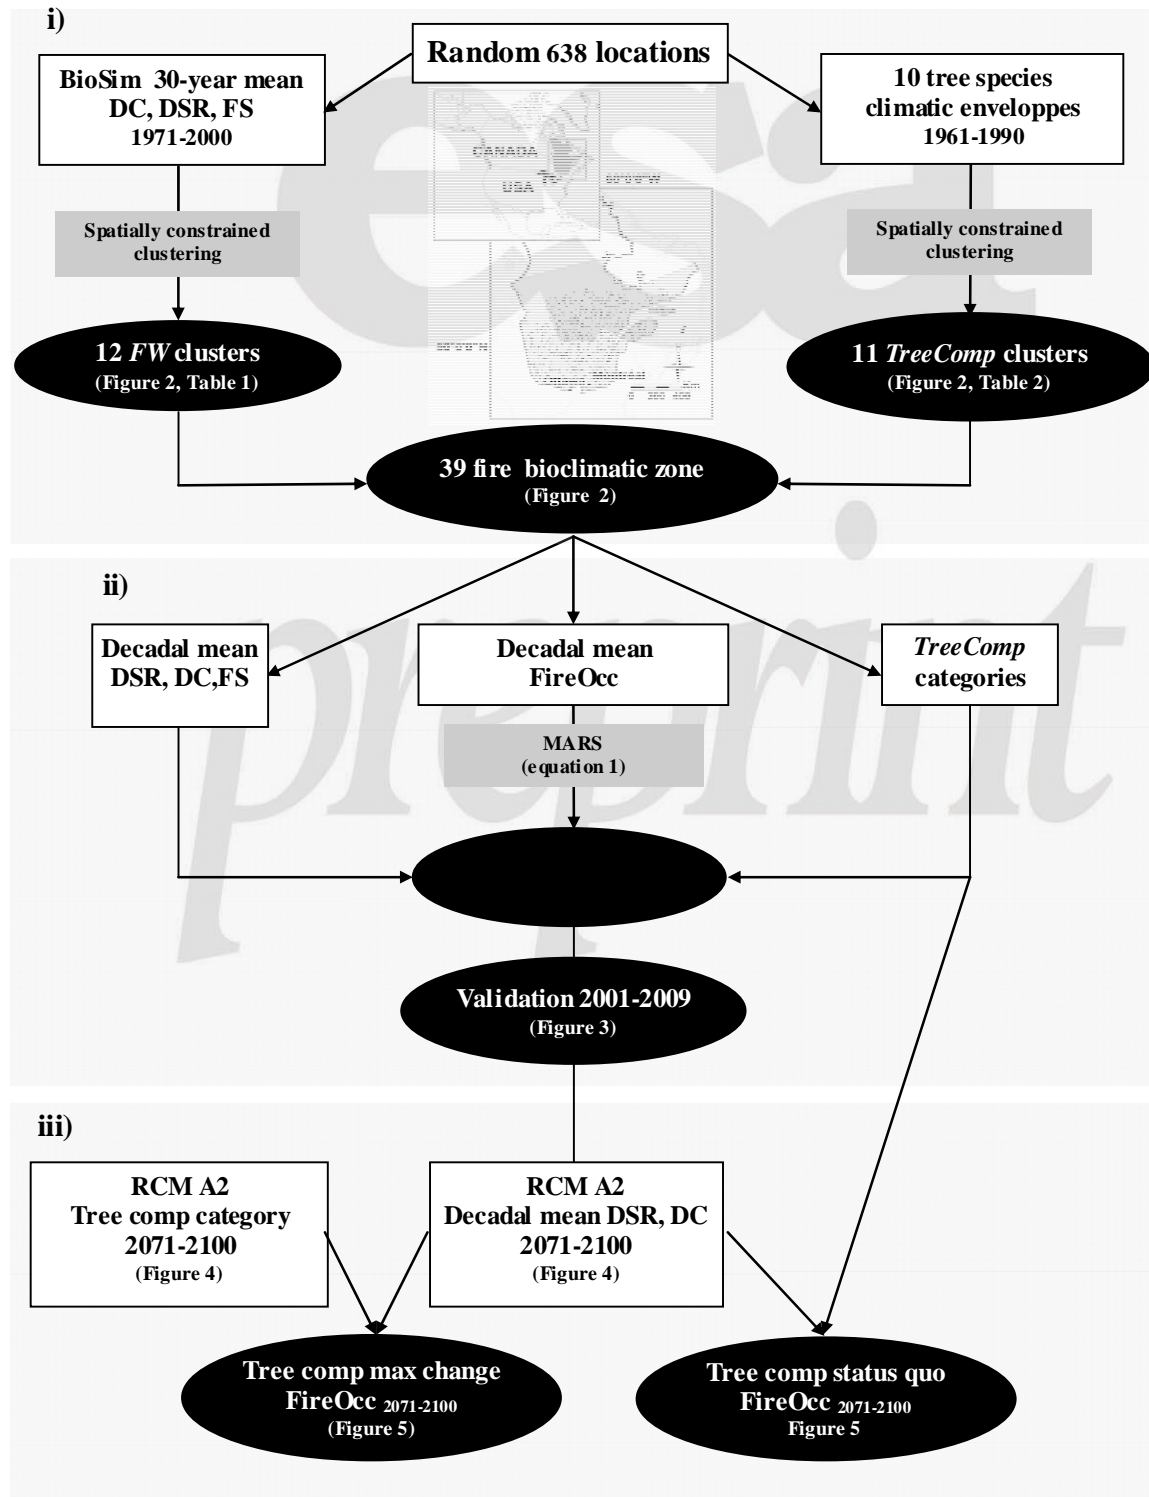 i)
Random 638 locations
BioSim 30-year mean
DC, DSR, FS
1971-2000
10 tree species
climatic enveloppes
1961-1990
CANADA
USA
Spatially constrained
clustering
Spatially constrained
clustering
12 FW clusters
(Figure 2, Table 1)
11 TreeComp clusters
(Figure 2, Table 2)
39 fire bioclimatic zone
(Figure 2)
esa
preprint
ii)
Decadal mean
DSR, DC,FS
Decadal mean
FireOcc
TreeComp
categories
MARS
(equation 1)
Validation 2001-2009
(Figure 3)
iii)
RCM A2
Tree comp category
2071-2100
(Figure 4)
RCM A2
Decadal mean DSR, DC
2071-2100
(Figure 4)
Tree comp max change
FireOcc 2071-2100
(Figure 5)
Tree comp status quo
FireOcc 2071-2100
Figure 5